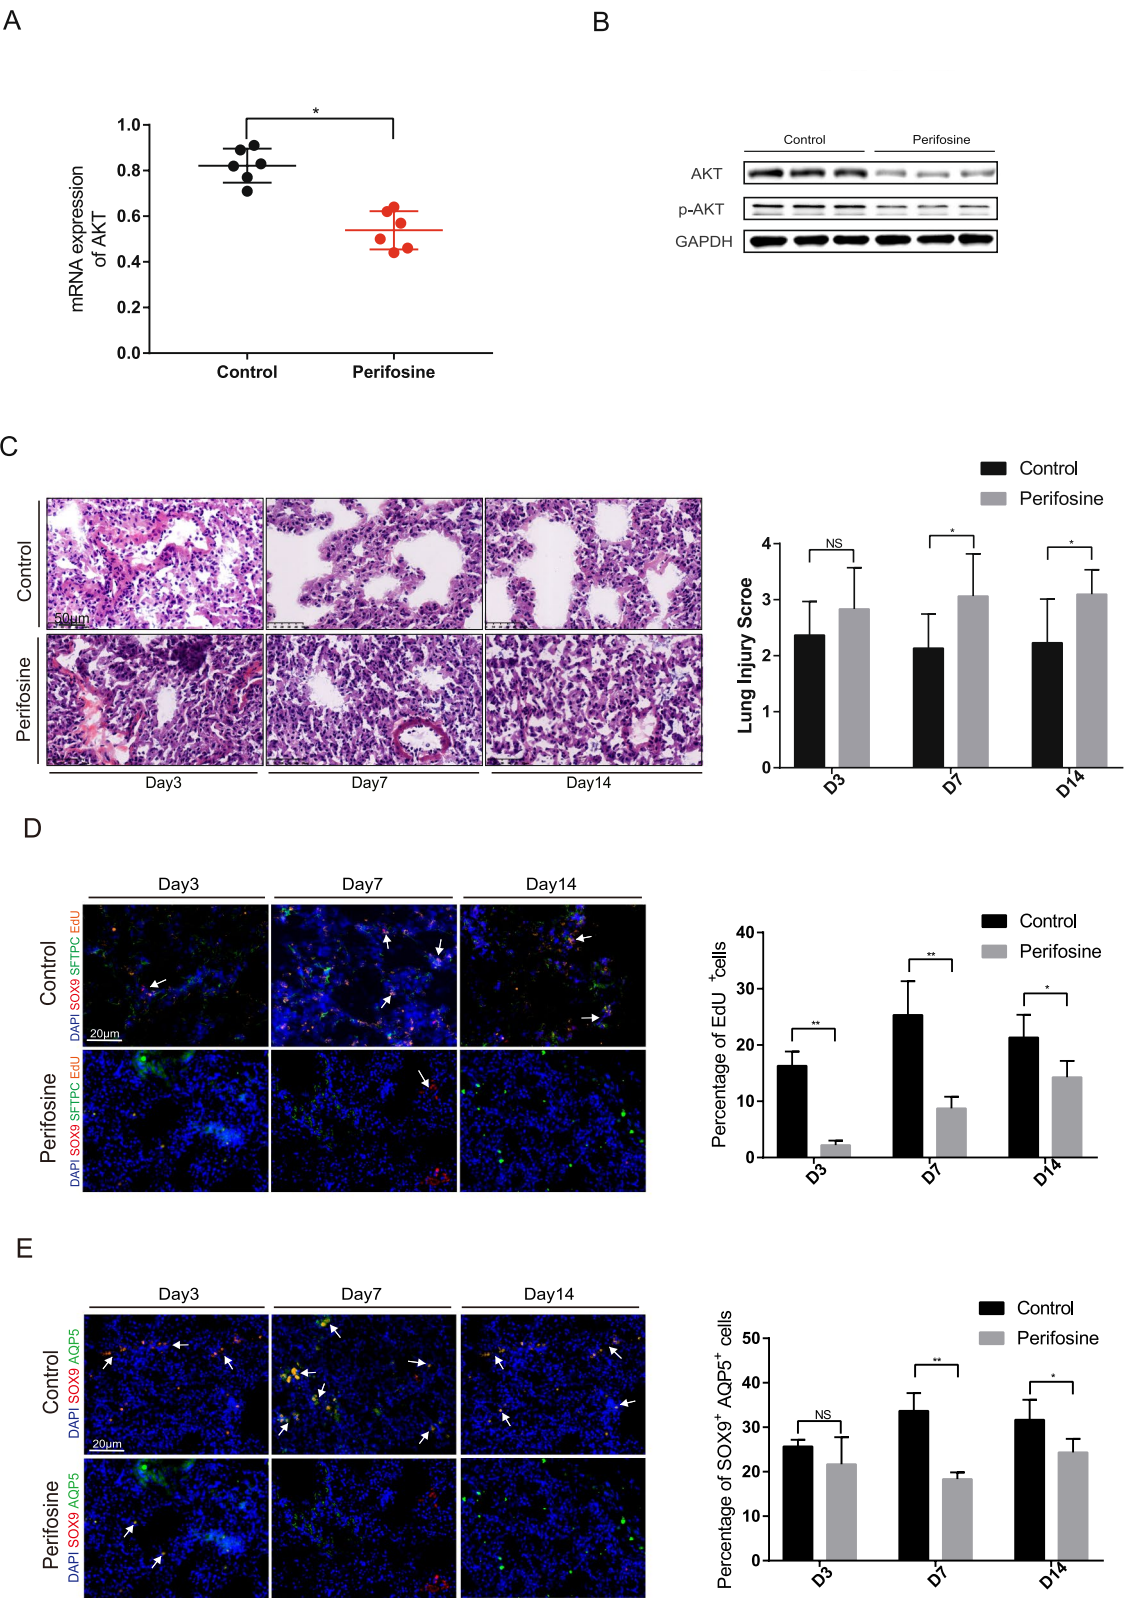 A
B
*
1.0
0.8
0.6
0.4
0.2
0.0
mRNA expression
of AKT
Control
Perifosine
Control
Perifosine
AKT
p-AKT
GAPDH
C
Control
Perifosine
50μm
Day3
Day7
Day14
Control
Perifosine
4
3
2
1
0
Lung Injury Scroe
NS
*
*
D3
D7
D14
D
Day3
Day7
Day14
Control
DAPI SOX9 SFTPC EdU
20μm
Perifosine
DAPI SOX9 SFTPC EdU
Control
Perifosine
40
30
20
10
0
Percentage of EdU +cells
**
**
*
D3
D7
D14
E
Day3
Day7
Day14
Control
DAPI SOX9 AQP5
20μm
Perifosine
DAPI SOX9 AQP5
Control
Perifosine
50
40
30
20
10
0
Percentage of SOX9+ AQP5+ cells
NS
**
*
D3
D7
D14